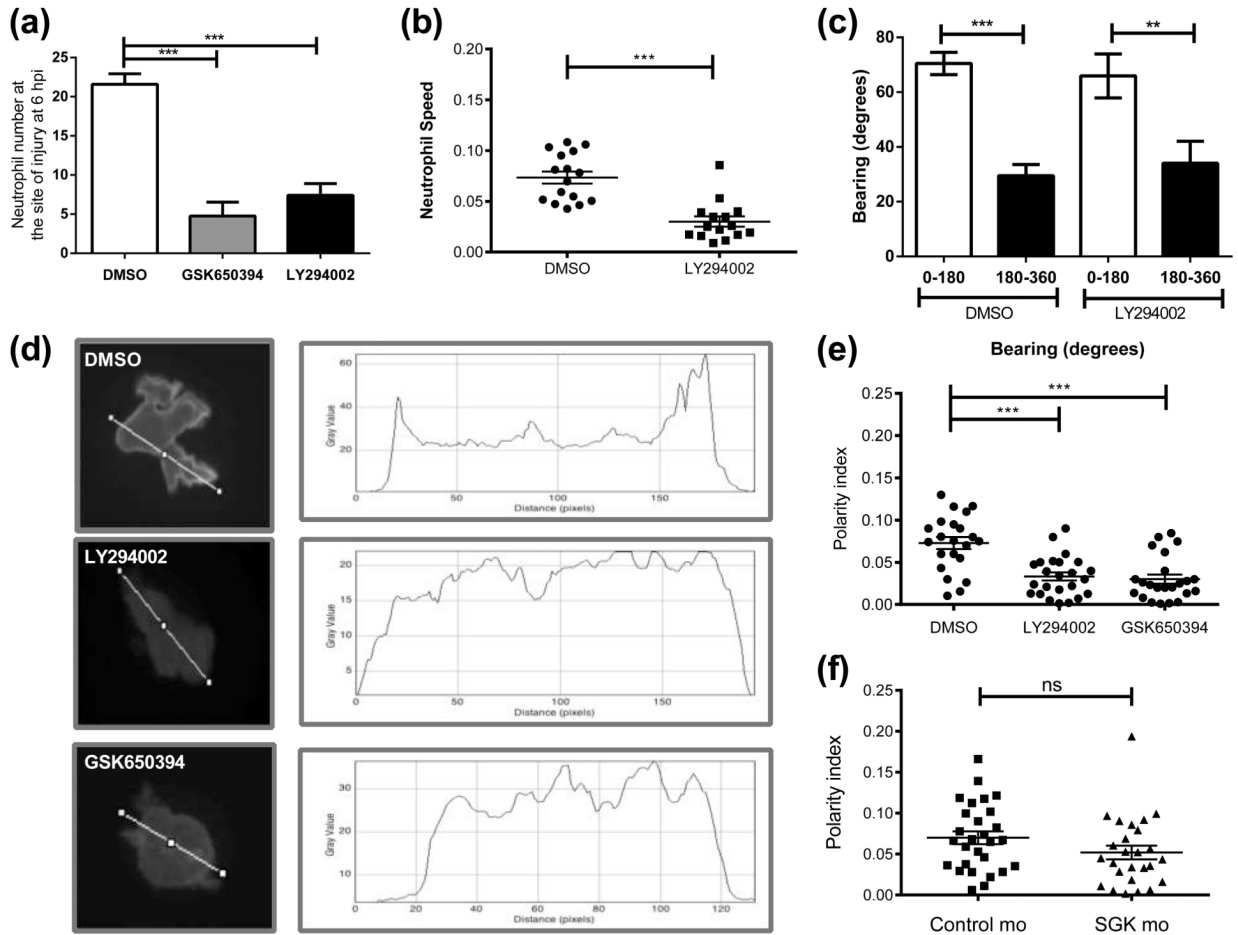 (a)
***
***
Neutrophil number at
the site of injury at 6 hpi
25
20
15
10
5
0
DMSO GSK650394 LY294002
(b)
***
Neutrophil Speed
0.20
0.15
0.10
0.05
0.00
DMSO LY294002
(c)
*** **
Bearing (degrees)
80
60
40
20
0
0-180 180-360 0-180 180-360
DMSO LY294002
Bearing (degrees)
(d)
DMSO
Gray Value
60
40
20
0 50 100 150
Distance (pixels)
LY294002
Gray Value
20
15
10
5
0 50 100 150
Distance (pixels)
GSK650394
Gray Value
30
20
10
0 20 40 60 80 100 120
Distance (pixels)
(e)
***
***
Polarity index
0.25
0.20
0.15
0.10
0.05
0.00
DMSO LY294002 GSK650394
(f)
ns
Polarity index
0.25
0.20
0.15
0.10
0.05
0.00
Control mo SGK mo